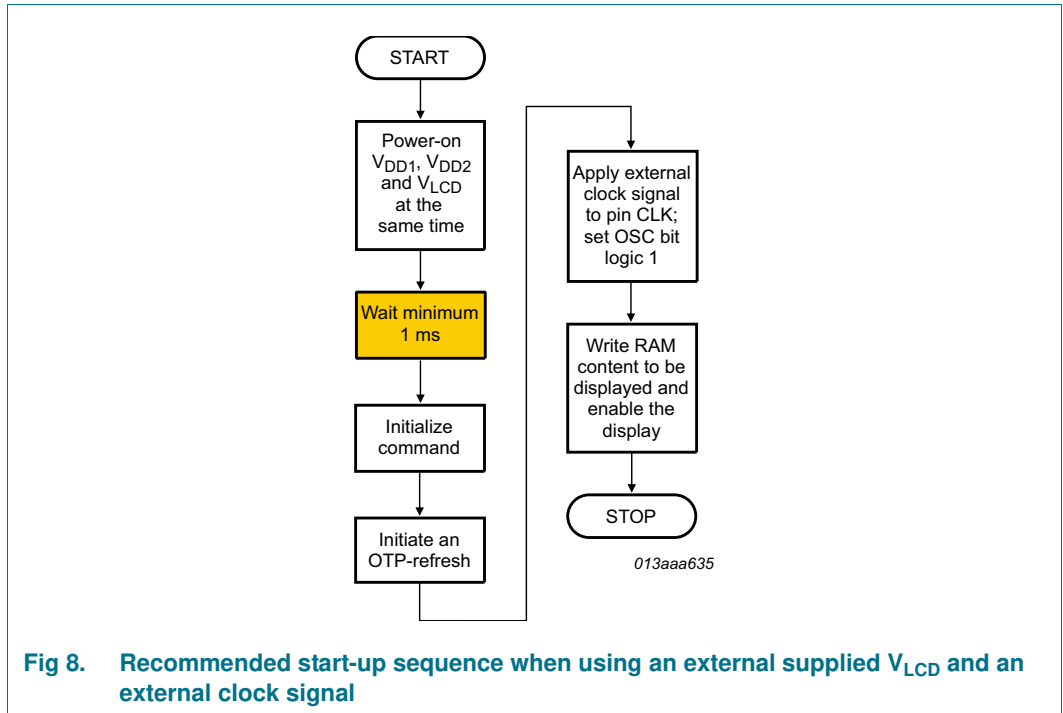 START
Power-on
VDD1, VDD2
and VLCD
at the
same time
Wait minimum
1 ms
Initialize
command
Initiate an
OTP-refresh
Apply external
clock signal
to pin CLK;
set OSC bit
logic 1
Write RAM
content to be
displayed and
enable the
display
STOP
013aaa635
Fig 8. Recommended start-up sequence when using an external supplied VLCD and an
external clock signal